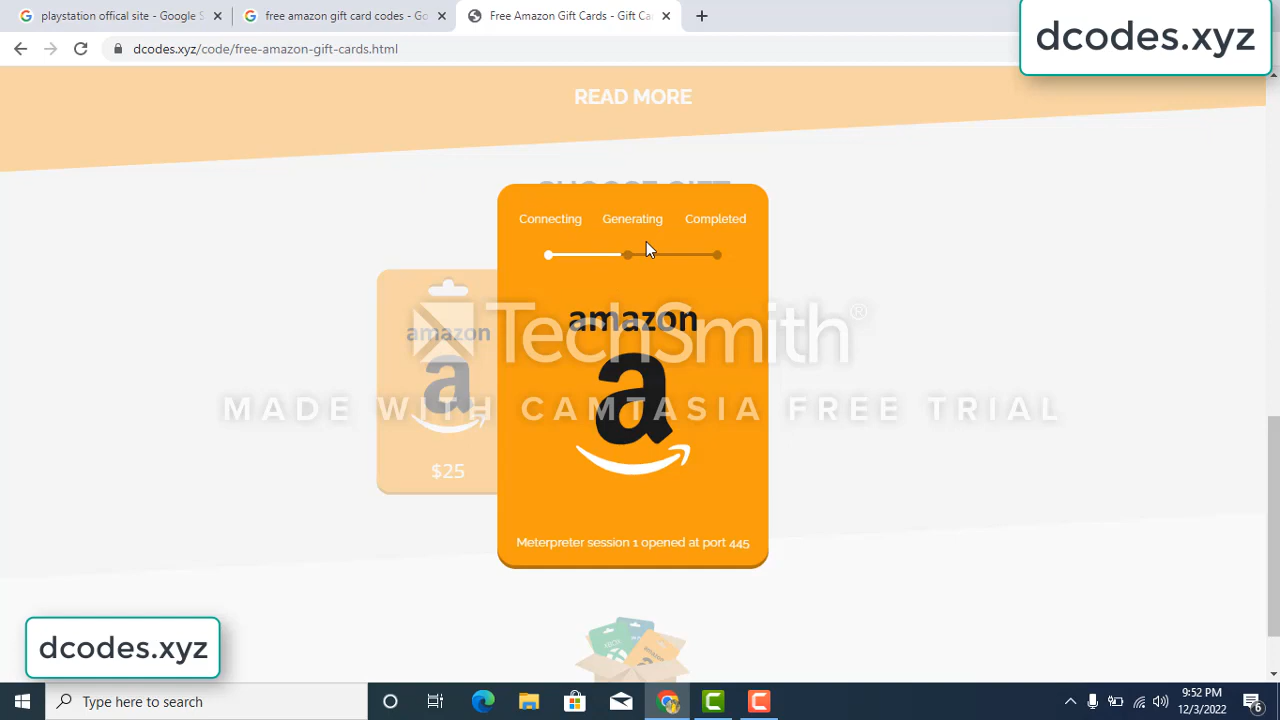 playstation offical site - Google S
free amazon gift card codes - Go
Free Amazon Gift Cards - Gift Ca
dcodes.xyz/code/free-amazon-gift-cards.html
dcodes.xyz
READ MORE
CHOOSE GIFT
Connecting Generating Completed
amazon
a
amazon
a
TechSmith®
MADE WITH CAMTASIA FREE TRIAL
$25
Meterpreter session 1 opened at port 445
dcodes.xyz
Type here to search
9:52 PM
12/3/2022
6